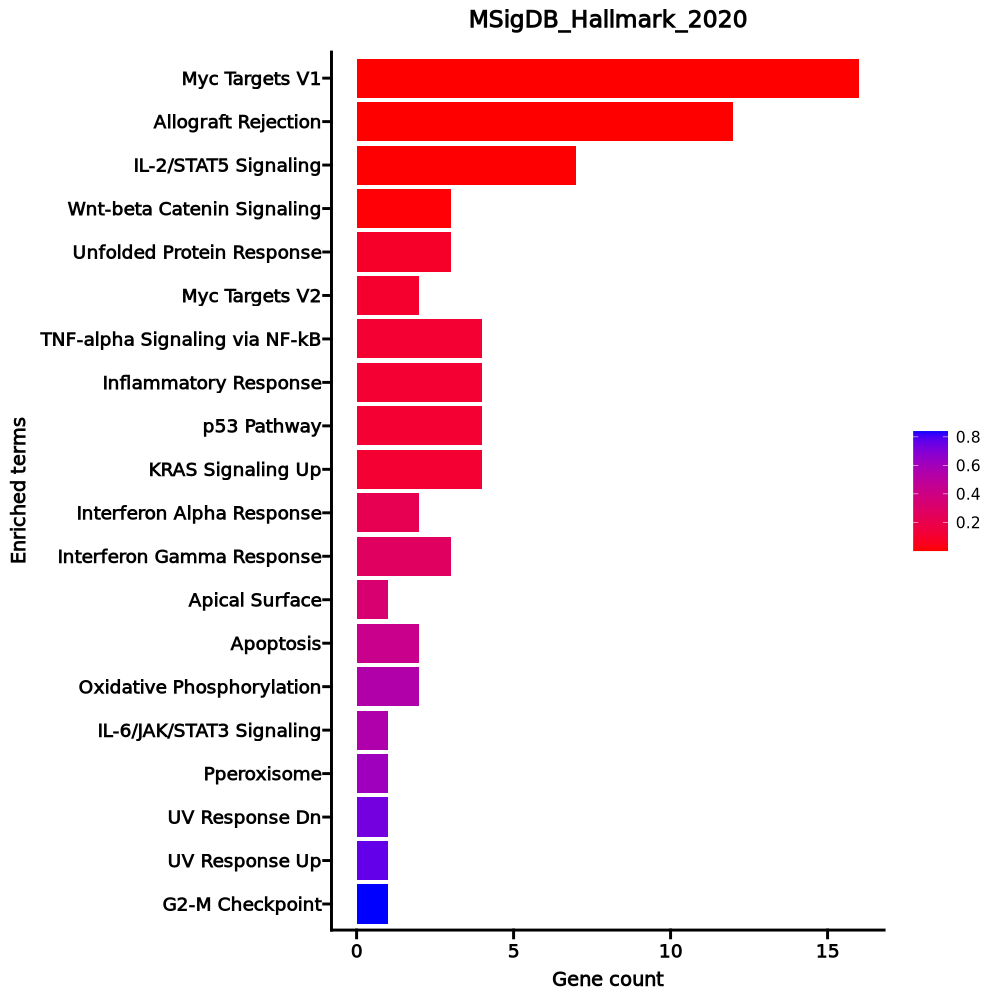 MSigDB_Hallmark_2020
Myc Targets V1
Allograft Rejection
IL-2/STAT5 Signaling
Wnt-beta Catenin Signaling
Unfolded Protein Response
Myc Targets V2
TNF-alpha Signaling via NF-kB
Inflammatory Response
p53 Pathway
KRAS Signaling Up
Interferon Alpha Response
Interferon Gamma Response
Apical Surface
Apoptosis
Oxidative Phosphorylation
IL-6/JAK/STAT3 Signaling
Pperoxisome
UV Response Dn
UV Response Up
G2-M Checkpoint
Enriched terms
0 5 10 15
Gene count
0.8
0.6
0.4
0.2